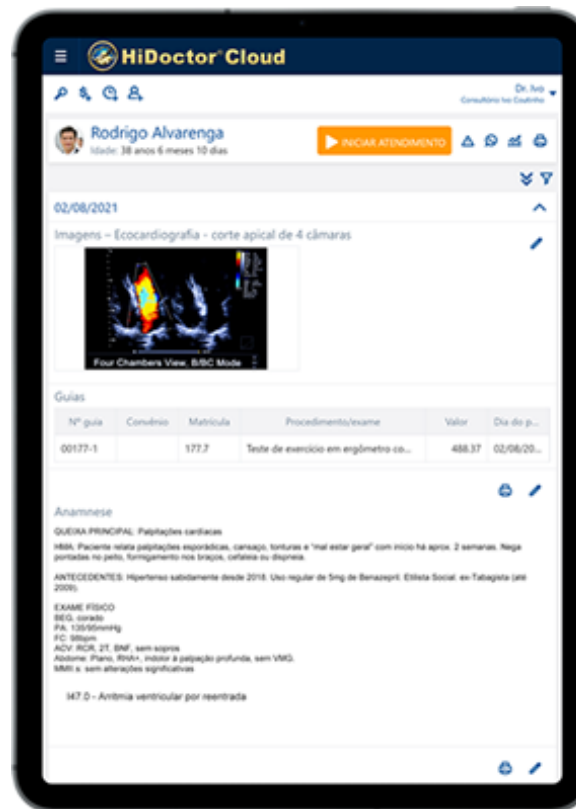 HiDoctor® Cloud
Dr. Ivo
Consultório Ivo Coutinho
Rodrigo Alvarenga
Idade: 38 anos 6 meses 10 dias
INICIAR ATENDIMENTO
02/08/2021
Imagens – Ecocardiografia - corte apical de 4 câmaras
Four Chambers View, B/BC Mode
Guias
Nº guia Convênio Matrícula Procedimento/exame Valor Dia do p...
00177-1 177.7 Teste de exercício em ergômetro co... 488.37 02/08/20...
Anamnese
QUEIXA PRINCIPAL: Palpitações cardíacas
HMA: Paciente relata palpitações esporádicas, cansaço, tonturas e "mal estar geral" com início há aprox. 2 semanas. Nega
pontadas no peito, formigamento nos braços, cefaleia ou dispneia.
ANTECEDENTES: Hipertenso sabidamente desde 2018. Uso regular de 5mg de Benazepril. Etilista Social. ex-Tabagista (até
2009).
EXAME FÍSICO
BEG, corado
PA: 135/95mmHg
FC: 98bpm
ACV: RCR, 2T, BNF, sem sopros
Abdome: Plano, RHA+, indolor à palpação profunda, sem VMG.
MMII s: sem alterações significativas
I47.0 - Arritmia ventricular por reentrada